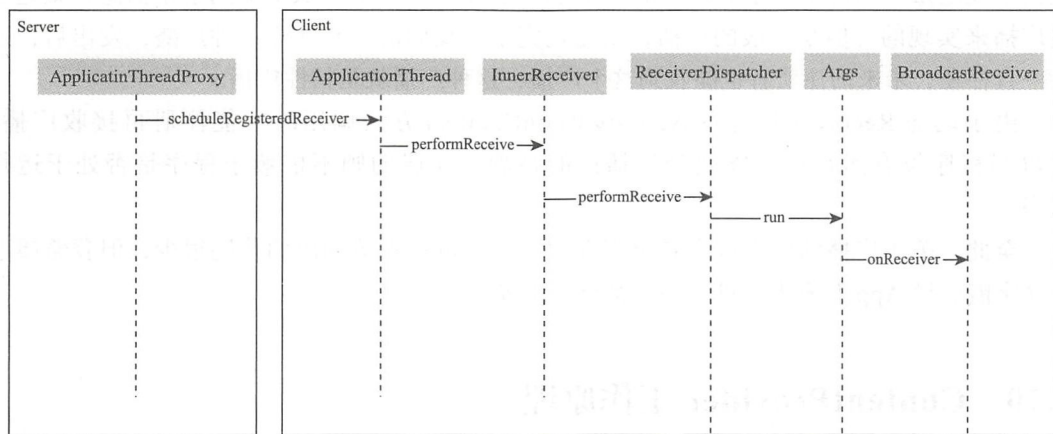 Server
Client
ApplicatinThreadProxy
ApplicationThread
InnerReceiver
ReceiverDispatcher
Args
BroadcastReceiver
scheduleRegisteredReceiver
performReceive
performReceive
run
onReceiver